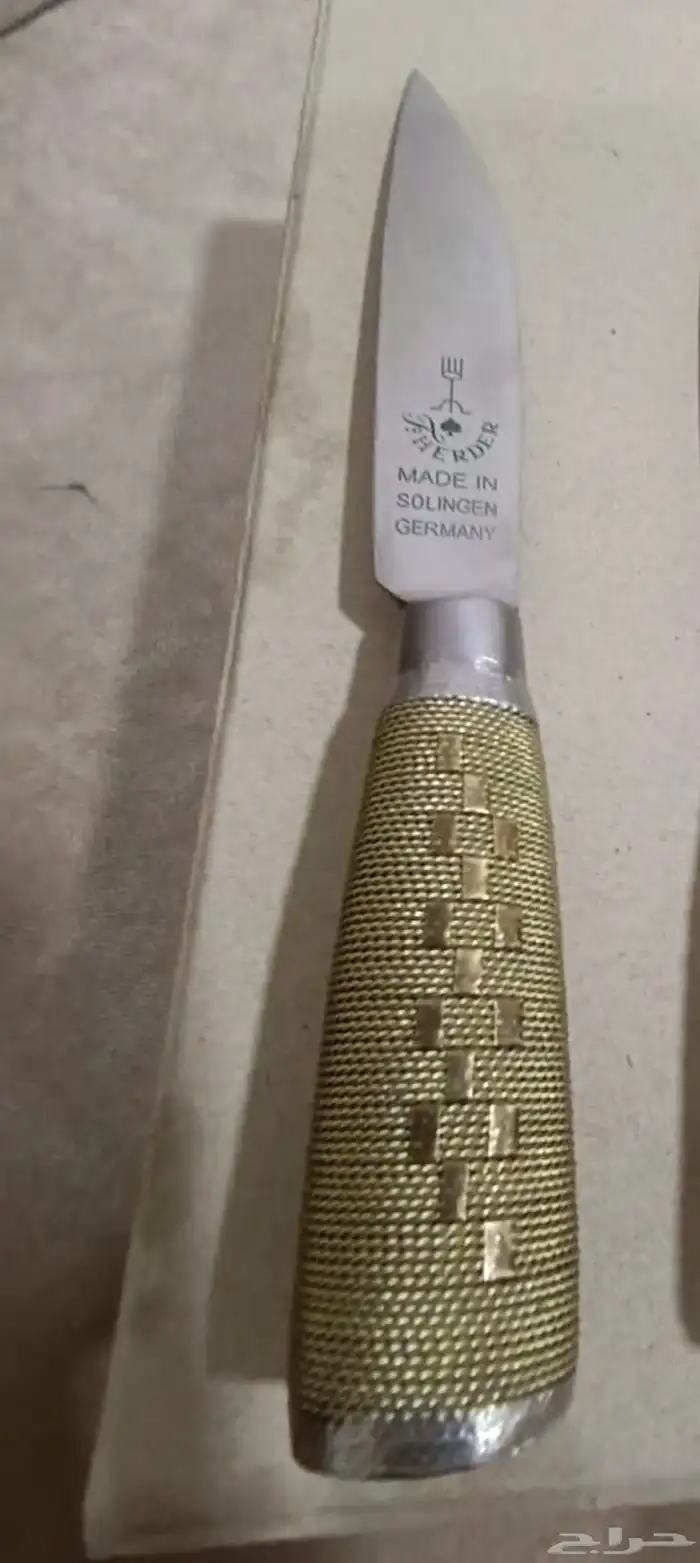 F. HERDER
MADE IN
SOLINGEN
GERMANY
حراج